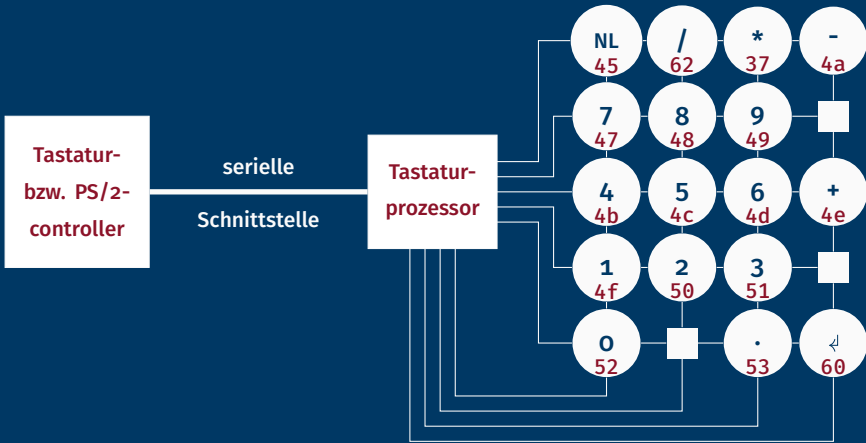 NL / * -
45 62 37 4a
7 8 9
47 48 49
Tastatur-
bzw. PS/2-
controller
serielle
Schnittstelle
Tastatur-
prozessor
4 5 6 +
4b 4c 4d 4e
1 2 3
4f 50 51
0 . ↲
52 53 60